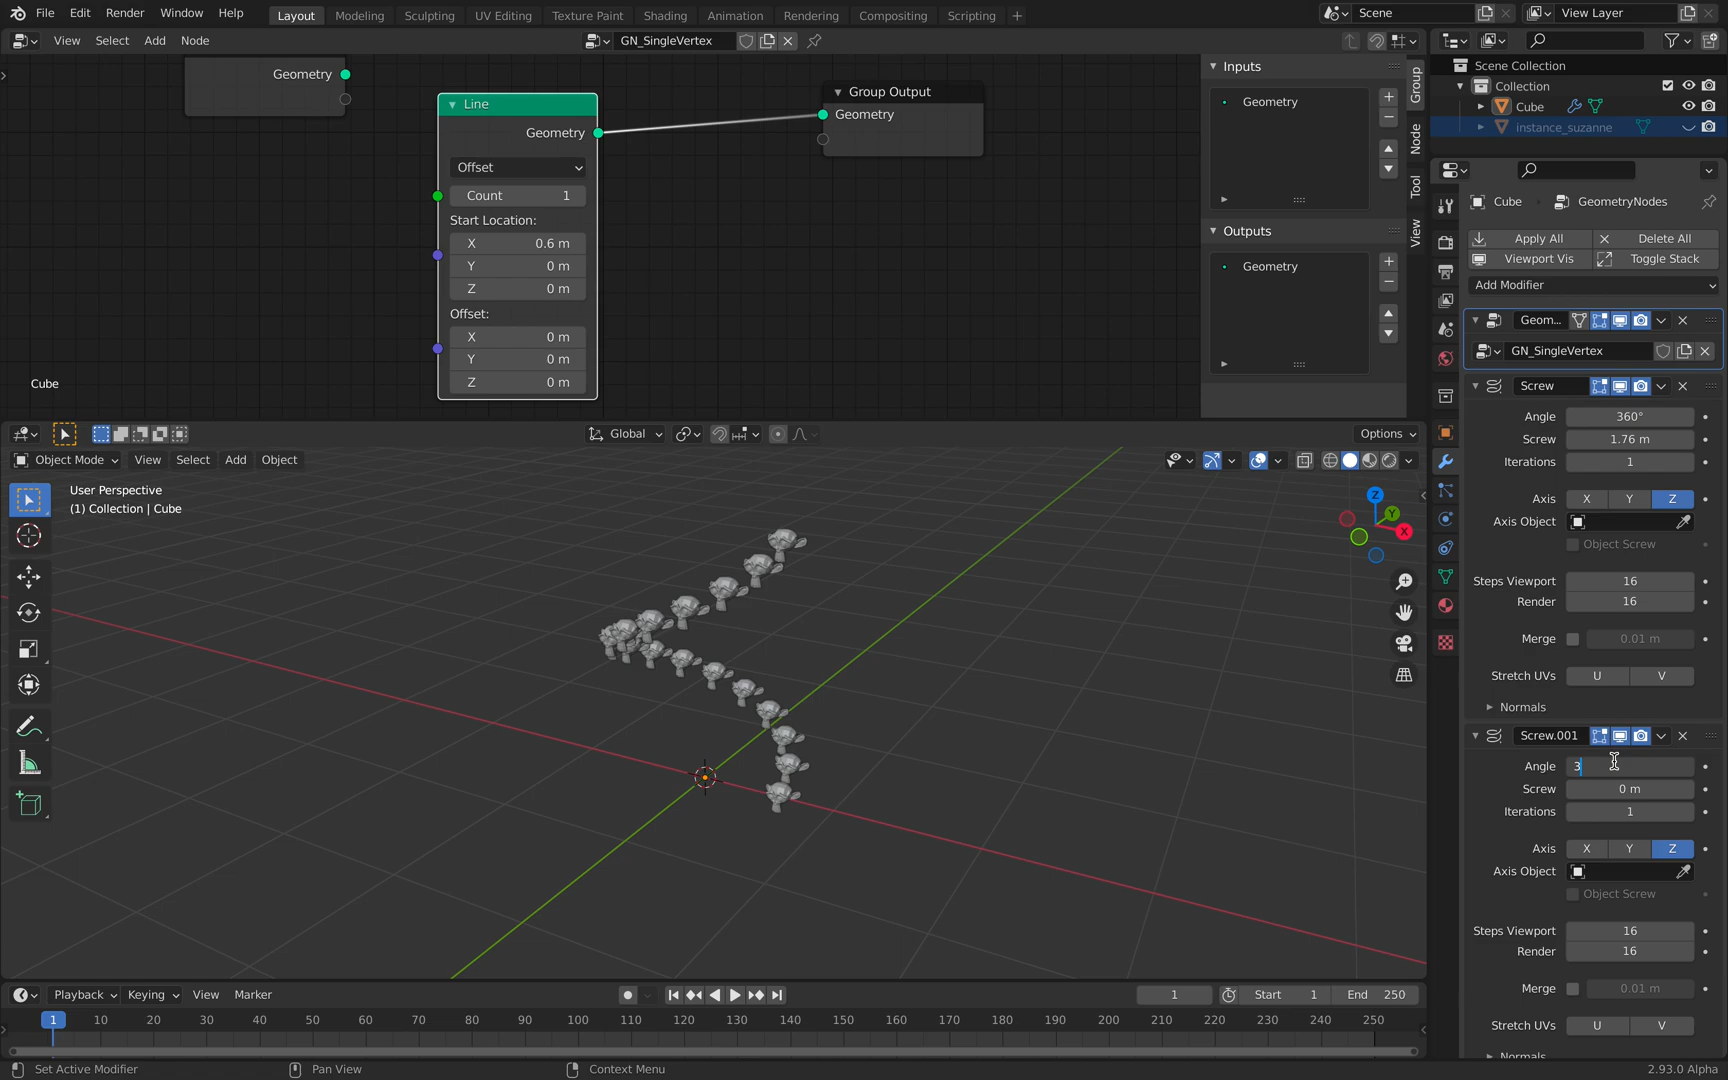 File Edit Render Window Help Layout Modeling Sculpting UV Editing Texture Paint Shading Animation Rendering Compositing Scripting + Scene View Layer
View Select Add Node GN_SingleVertex
Geometry
Line
Geometry
Offset
Count 1
Start Location:
X 0.6 m
Y 0 m
Z 0 m
Offset:
X 0 m
Y 0 m
Z 0 m
Group Output
Geometry
Cube
Inputs
Geometry
Outputs
Geometry
Group
Node
Tool
View
Scene Collection
Collection
Cube
instance_suzanne
Cube GeometryNodes
Apply All Delete All
Viewport Vis Toggle Stack
Add Modifier
Geom...
GN_SingleVertex
Screw
Angle 360°
Screw 1.76 m
Iterations 1
Axis X Y Z
Axis Object
Object Screw
Steps Viewport 16
Render 16
Merge 0.01 m
Stretch UVs U V
Normals
Screw.001
Angle 3
Screw 0 m
Iterations 1
Axis X Y Z
Axis Object
Object Screw
Steps Viewport 16
Render 16
Merge 0.01 m
Stretch UVs U V
Normals
Global Options
Object Mode View Select Add Object
User Perspective
(1) Collection | Cube
Z
Y
X
Playback Keying View Marker 1 Start 1 End 250
1 10 20 30 40 50 60 70 80 90 100 110 120 130 140 150 160 170 180 190 200 210 220 230 240 250
Set Active Modifier Pan View Context Menu 2.93.0 Alpha